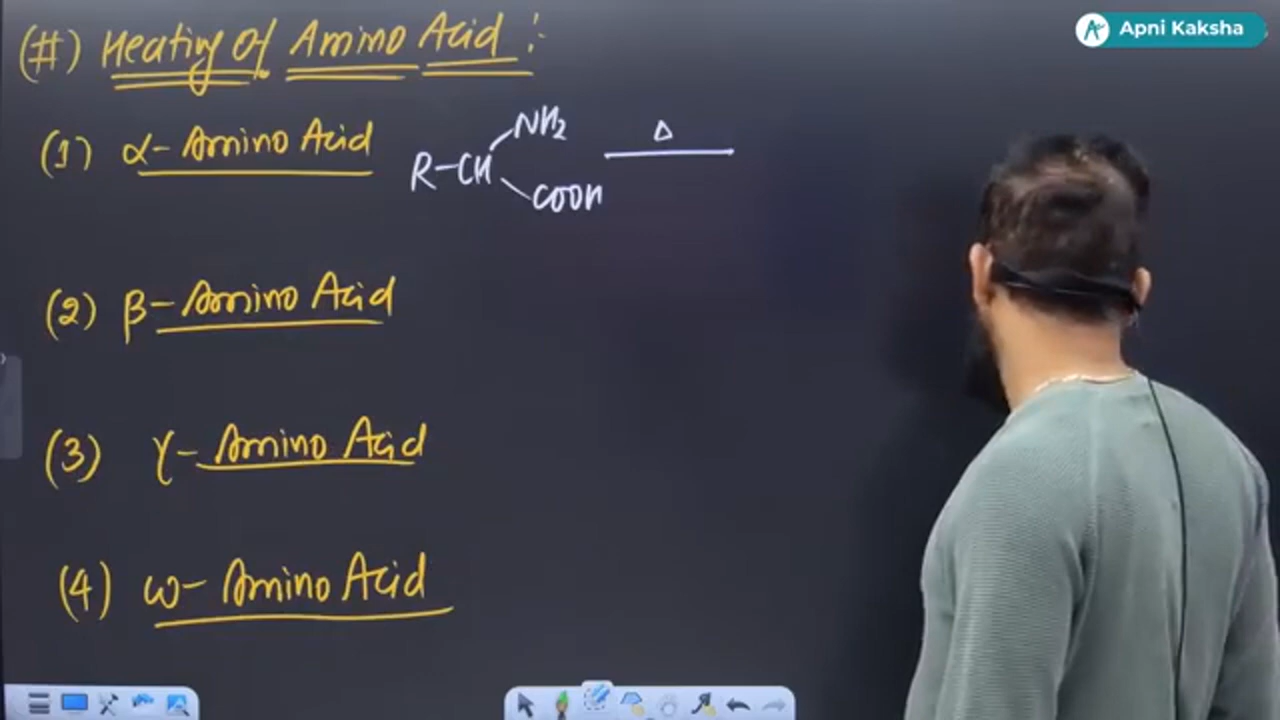 Apni Kaksha
(#) Heating Of Amino Acid :
(1) α- Amino Acid
NH2
R-CH
COOH
Δ
(2) β- Amino Acid
(3) γ- Amino Acid
(4) ω- Amino Acid